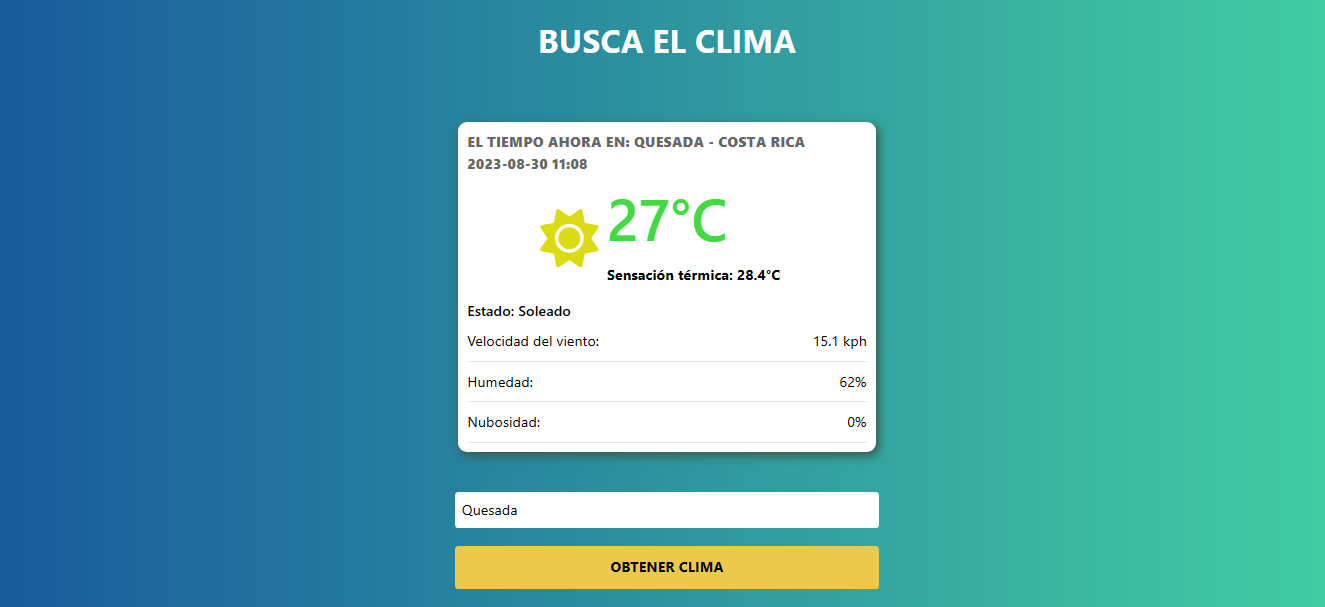 BUSCA EL CLIMA
EL TIEMPO AHORA EN: QUESADA - COSTA RICA
2023-08-30 11:08
27°C
Sensación térmica: 28.4°C
Estado: Soleado
Velocidad del viento: 15.1 kph
Humedad: 62%
Nubosidad: 0%
Quesada
OBTENER CLIMA